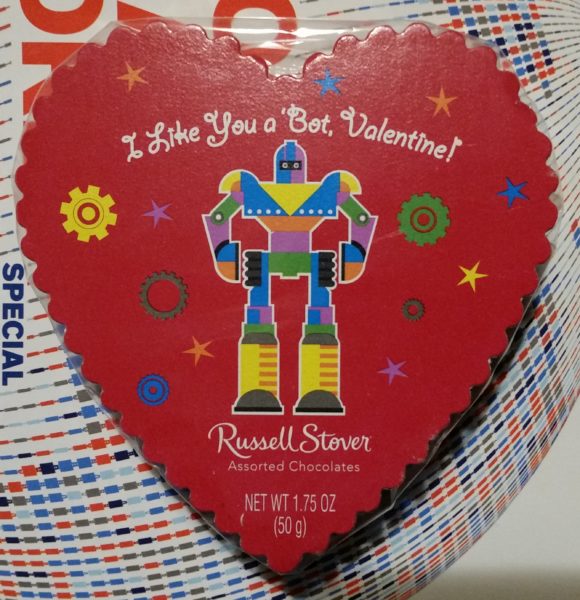 I Like You a 'Bot, Valentine!
Russell Stover
Assorted Chocolates
NET WT 1.75 OZ
(50 g)
SPECIAL